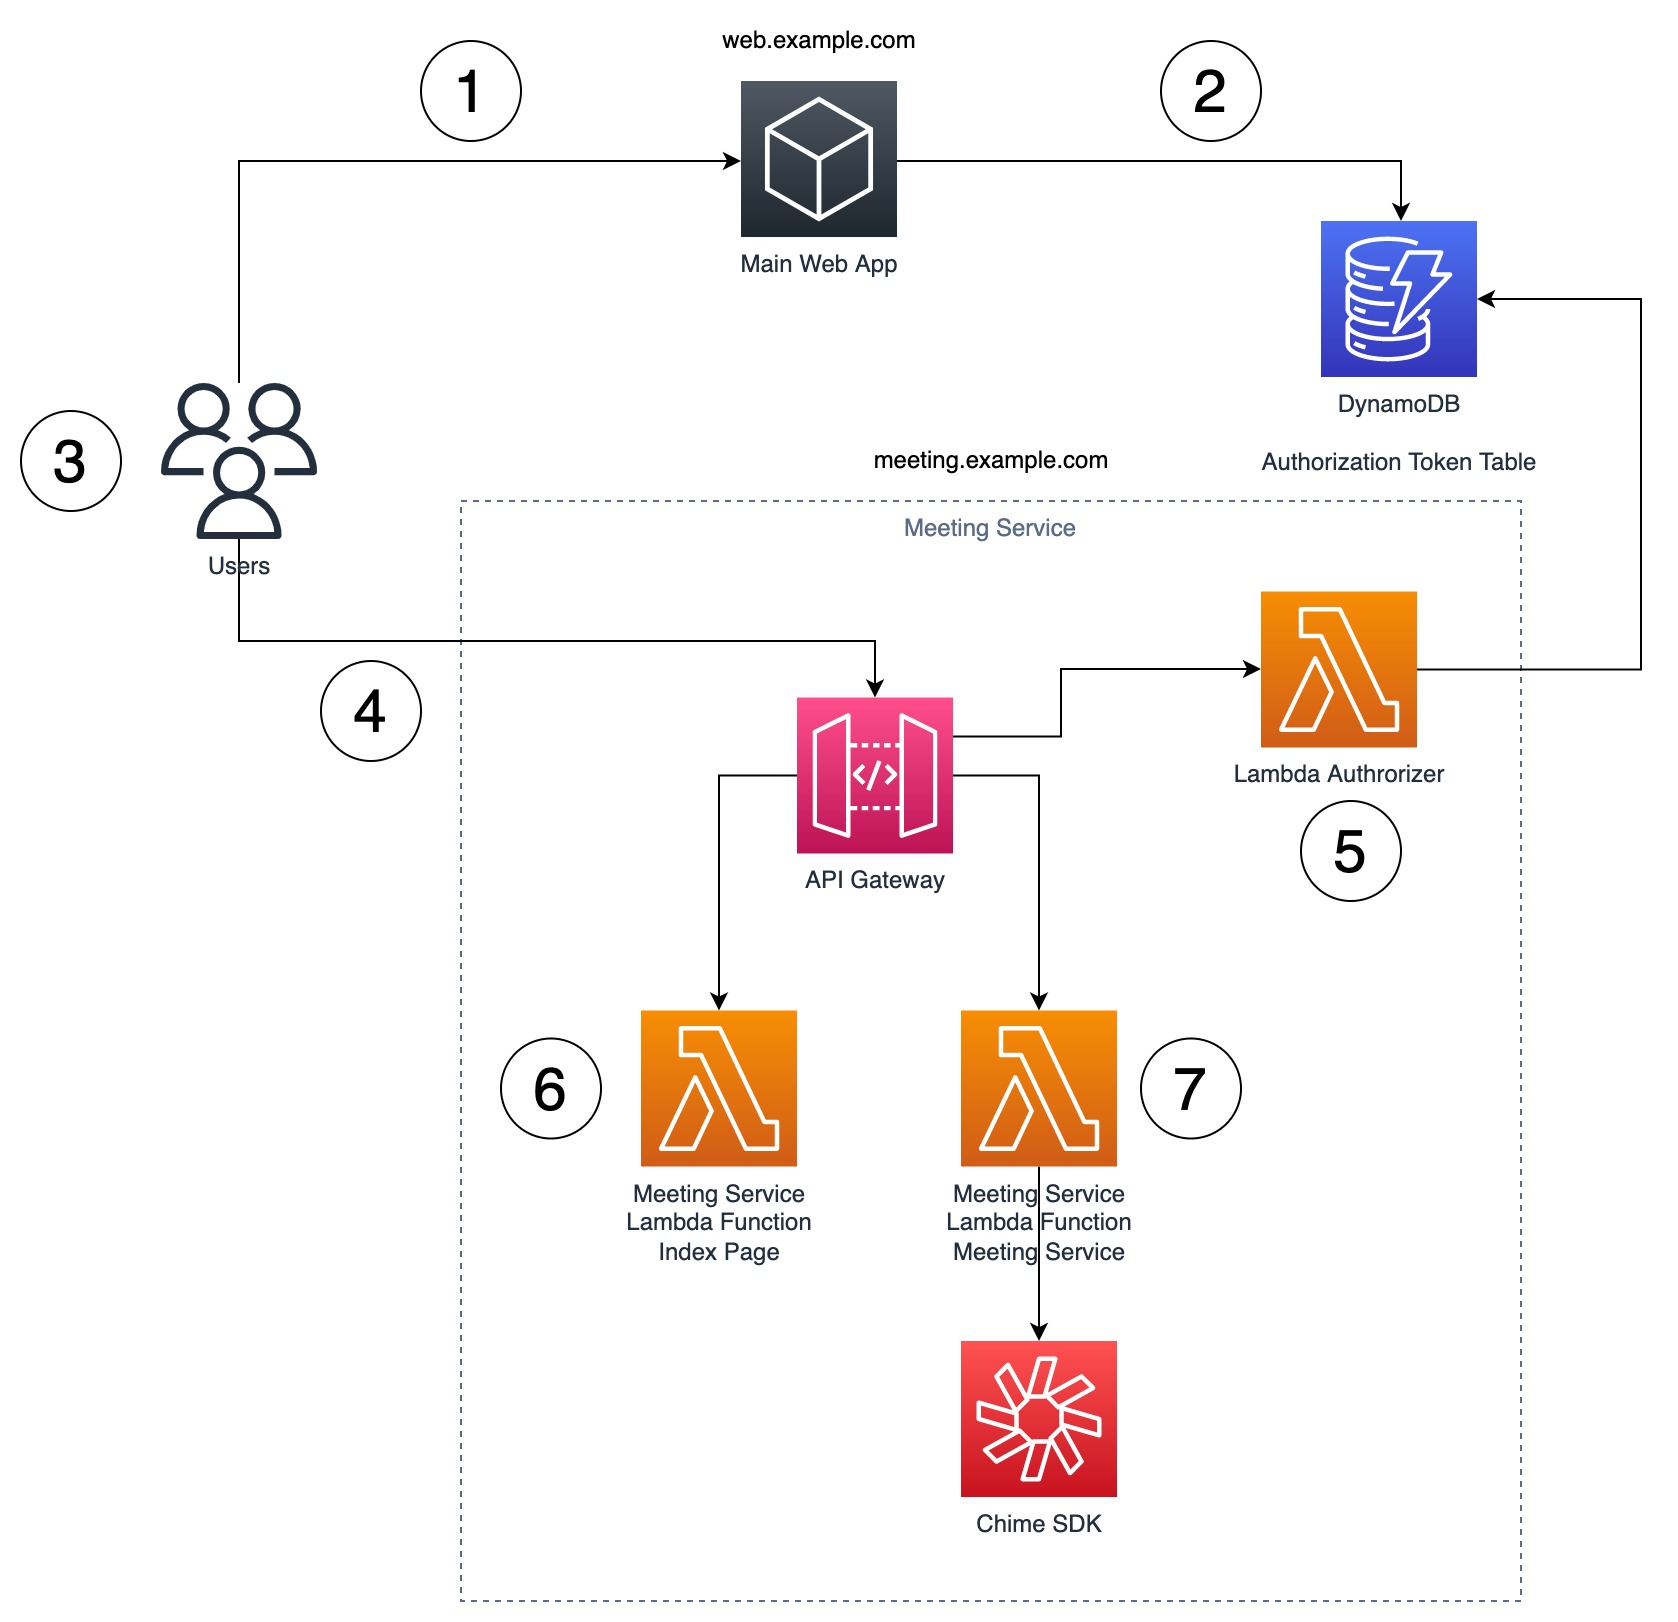 web.example.com
1
2
Main Web App
DynamoDB
3
meeting.example.com
Authorization Token Table
Meeting Service
Users
4
Lambda Authrorizer
5
API Gateway
6
7
Meeting Service
Lambda Function
Index Page
Meeting Service
Lambda Function
Meeting Service
Chime SDK